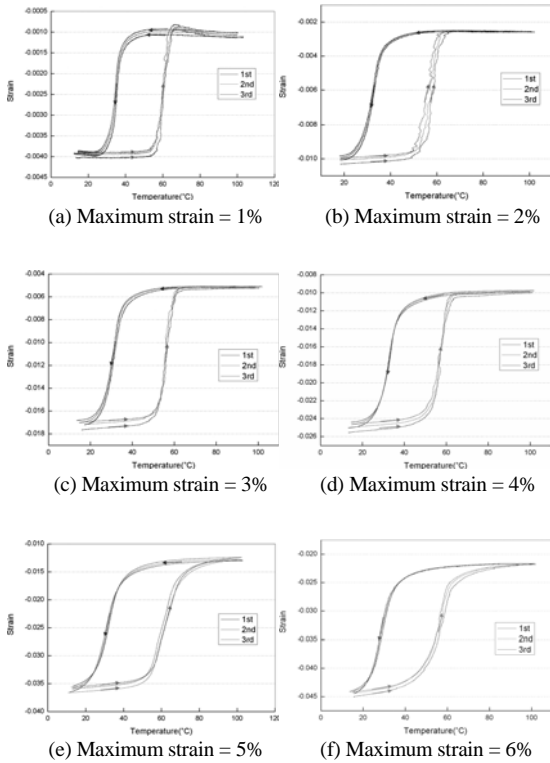 -0.0005
-0.0010
-0.0015
-0.0020
-0.0025
-0.0030
-0.0035
-0.0040
-0.0045
Strain
1st
2nd
3rd
0 20 40 60 80 100 120
Temperature(°C)
(a) Maximum strain = 1%
-0.002
-0.004
-0.006
-0.008
-0.010
Strain
1st
2nd
3rd
20 40 60 80 100
Temperature(°C)
(b) Maximum strain = 2%
-0.004
-0.006
-0.008
-0.010
-0.012
-0.014
-0.016
-0.018
Strain
1st
2nd
3rd
0 20 40 60 80 100
Temperature(°C)
(c) Maximum strain = 3%
-0.008
-0.010
-0.012
-0.014
-0.016
-0.018
-0.020
-0.022
-0.024
-0.026
Strain
1st
2nd
3rd
0 20 40 60 80 100
Temperature(°C)
(d) Maximum strain = 4%
-0.010
-0.015
-0.020
-0.025
-0.030
-0.035
-0.040
Strain
1st
2nd
3rd
0 20 40 60 80 100 120
Temperature(°C)
(e) Maximum strain = 5%
-0.020
-0.025
-0.030
-0.035
-0.040
-0.045
Strain
1st
2nd
3rd
0 20 40 60 80 100
Temperature(°C)
(f) Maximum strain = 6%